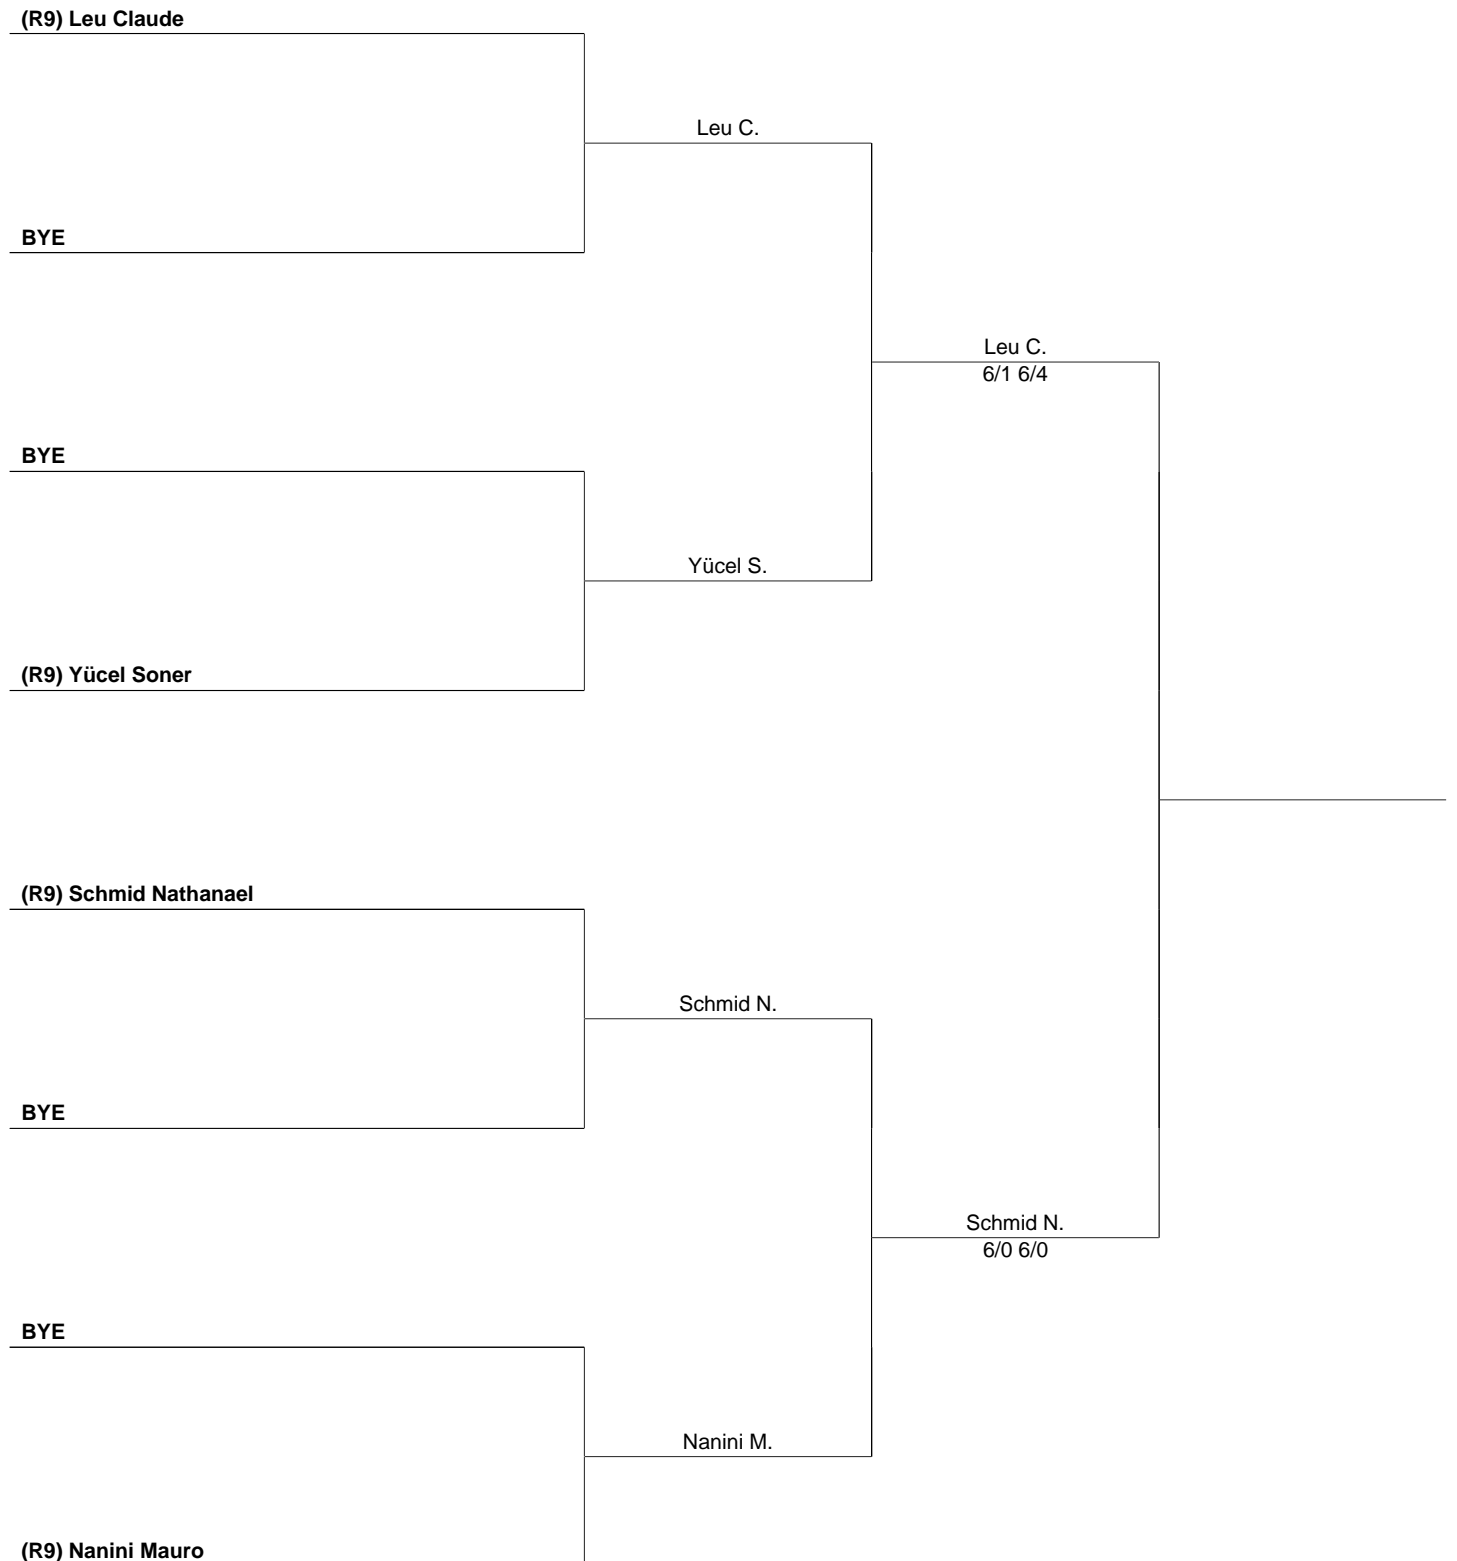 (R9) Leu Claude
Leu C.
BYE
Leu C.
6/1 6/4
BYE
Yücel S.
(R9) Yücel Soner
(R9) Schmid Nathanael
Schmid N.
BYE
Schmid N.
6/0 6/0
BYE
Nanini M.
(R9) Nanini Mauro